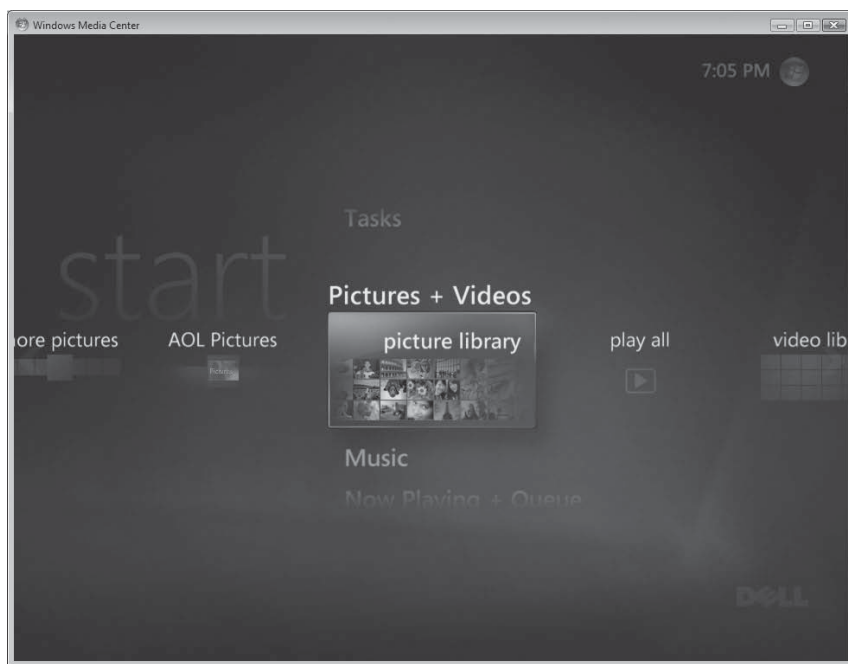 Windows Media Center
7:05 PM
Tasks
start
Pictures + Videos
ore pictures
AOL Pictures
picture library
play all
video lib
Music
Now Playing + Queue
DELL